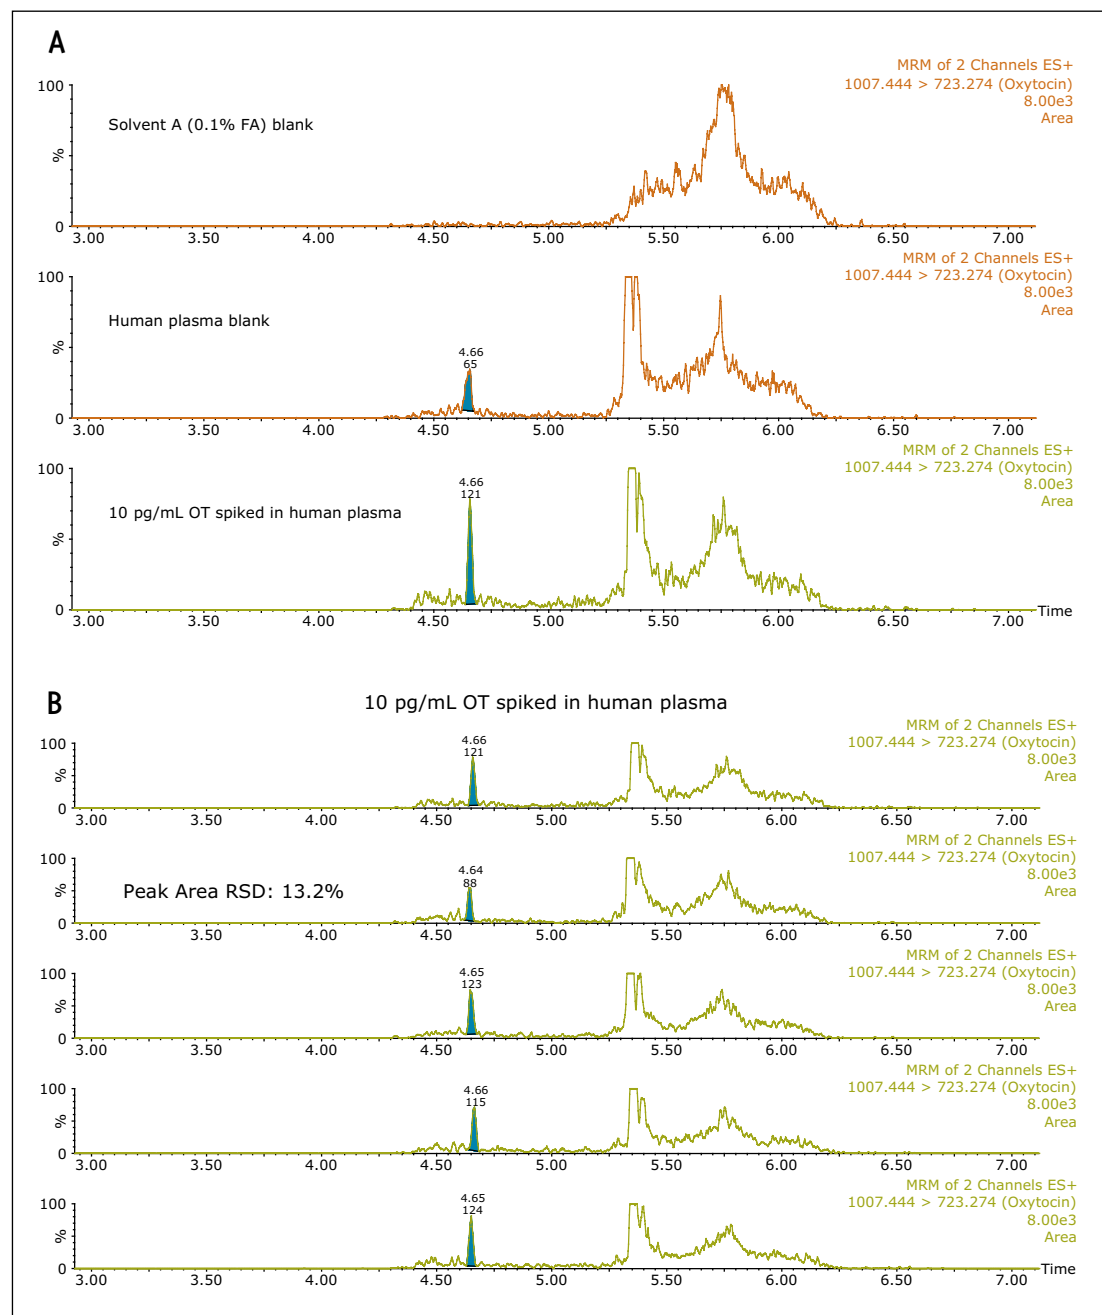 A
MRM of 2 Channels ES+
1007.444 > 723.274 (Oxytocin)
8.00e3
Area
100
%
0
Solvent A (0.1% FA) blank
3.00 3.50 4.00 4.50 5.00 5.50 6.00 6.50 7.00
MRM of 2 Channels ES+
1007.444 > 723.274 (Oxytocin)
8.00e3
Area
100
%
0
Human plasma blank
4.66
65
3.00 3.50 4.00 4.50 5.00 5.50 6.00 6.50 7.00
MRM of 2 Channels ES+
1007.444 > 723.274 (Oxytocin)
8.00e3
Area
100
%
0
10 pg/mL OT spiked in human plasma
4.66
121
3.00 3.50 4.00 4.50 5.00 5.50 6.00 6.50 7.00
Time
B
10 pg/mL OT spiked in human plasma
MRM of 2 Channels ES+
1007.444 > 723.274 (Oxytocin)
8.00e3
Area
100
%
0
4.66
121
3.00 3.50 4.00 4.50 5.00 5.50 6.00 6.50 7.00
MRM of 2 Channels ES+
1007.444 > 723.274 (Oxytocin)
8.00e3
Area
100
%
0
Peak Area RSD: 13.2%
4.64
88
3.00 3.50 4.00 4.50 5.00 5.50 6.00 6.50 7.00
MRM of 2 Channels ES+
1007.444 > 723.274 (Oxytocin)
8.00e3
Area
100
%
0
4.65
123
3.00 3.50 4.00 4.50 5.00 5.50 6.00 6.50 7.00
MRM of 2 Channels ES+
1007.444 > 723.274 (Oxytocin)
8.00e3
Area
100
%
0
4.66
115
3.00 3.50 4.00 4.50 5.00 5.50 6.00 6.50 7.00
MRM of 2 Channels ES+
1007.444 > 723.274 (Oxytocin)
8.00e3
Area
100
%
0
4.65
124
3.00 3.50 4.00 4.50 5.00 5.50 6.00 6.50 7.00
Time